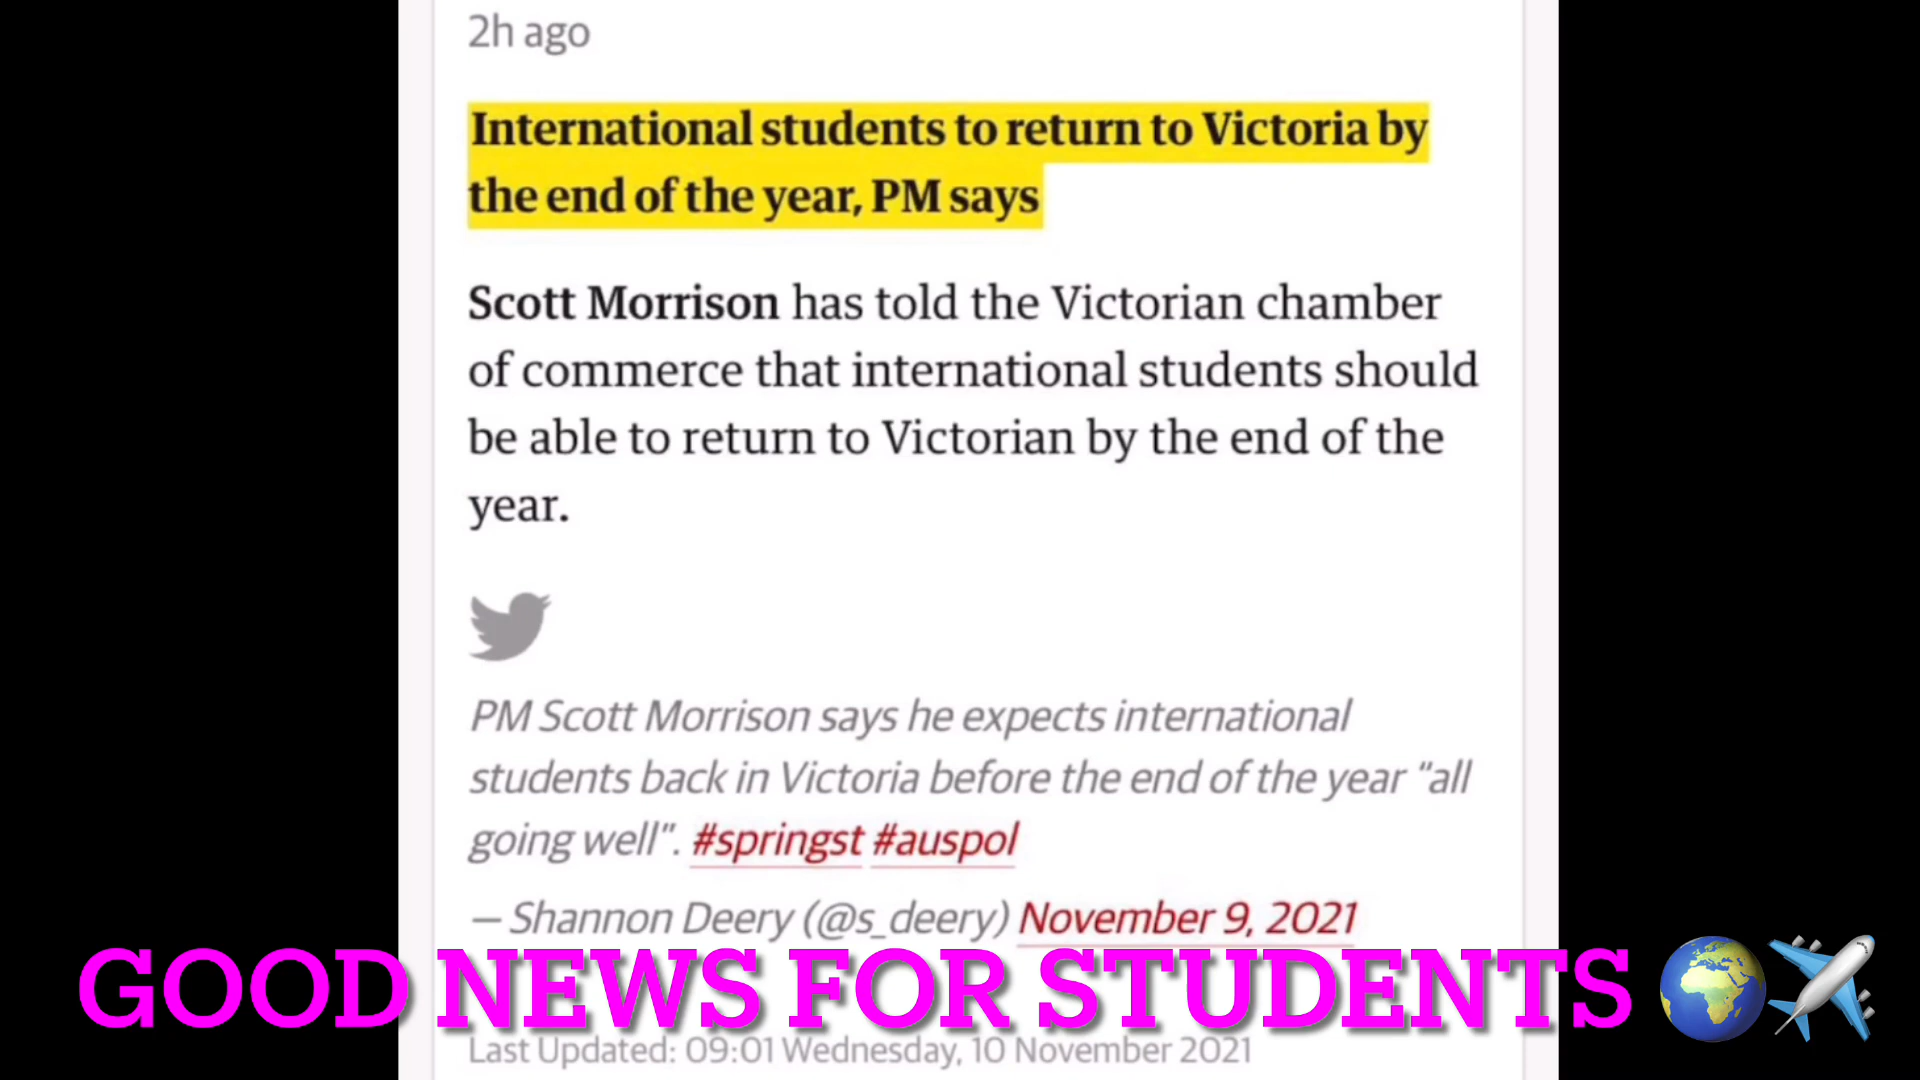 2h ago
International students to return to Victoria by
the end of the year, PM says
Scott Morrison has told the Victorian chamber
of commerce that international students should
be able to return to Victorian by the end of the
year.
PM Scott Morrison says he expects international
students back in Victoria before the end of the year “all
going well”. #springst #auspol
— Shannon Deery (@s_deery) November 9, 2021
GOOD NEWS FOR STUDENTS 🌍✈️
Last Updated: 09:01 Wednesday, 10 November 2021